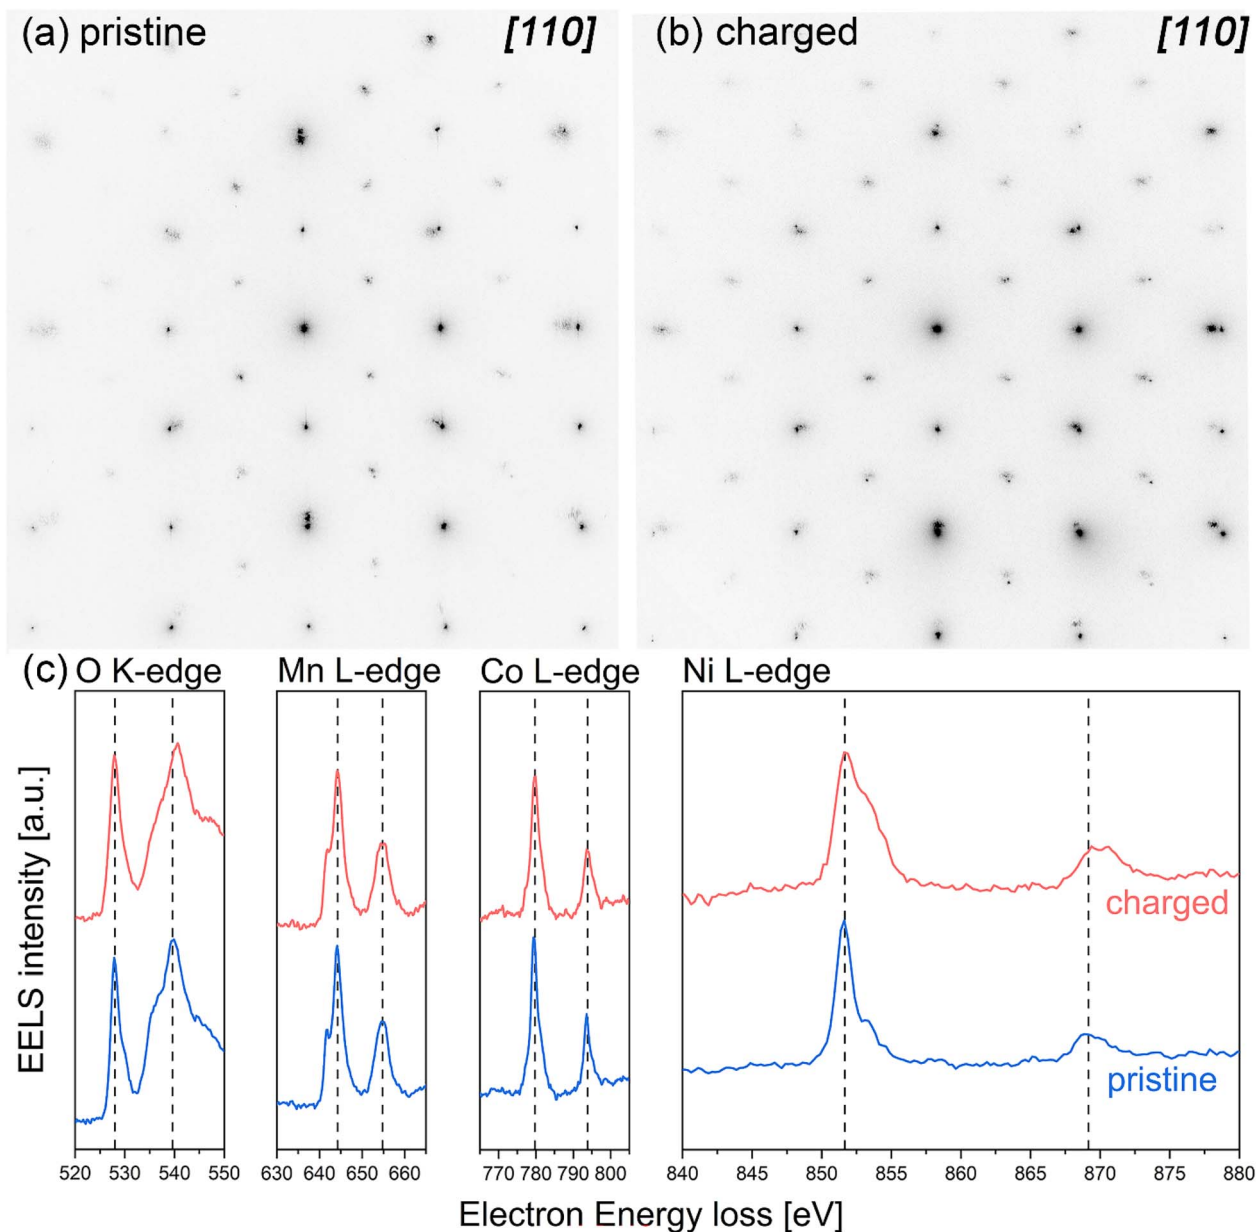 (a) pristine [110] (b) charged [110]
(c) O K-edge Mn L-edge Co L-edge Ni L-edge
EELS intensity [a.u.]
charged
pristine
520 530 540 550 630 640 650 660 770 780 790 800 840 845 850 855 860 865 870 875 880
Electron Energy loss [eV]